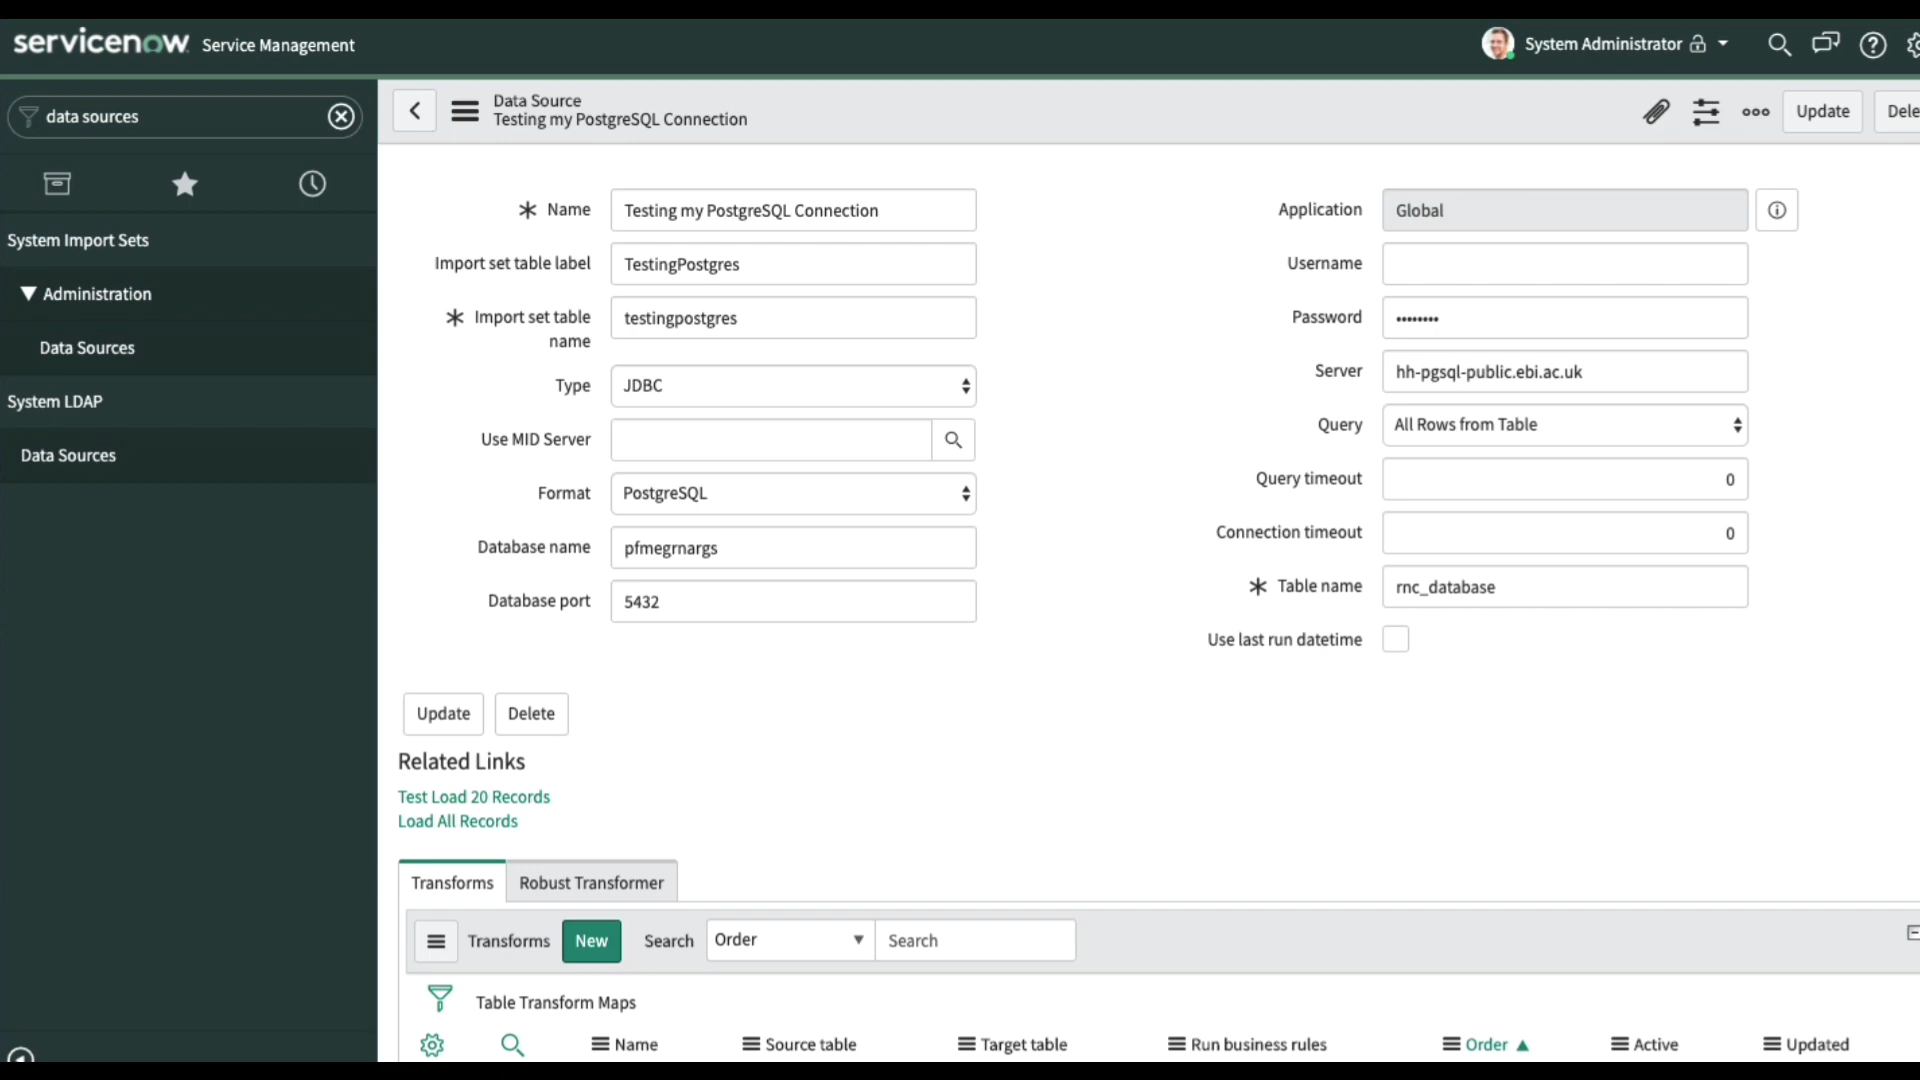 servicenow Service Management
System Administrator
data sources
Data Source
Testing my PostgreSQL Connection
Update
Dele
System Import Sets
Administration
Data Sources
System LDAP
Data Sources
Name
Testing my PostgreSQL Connection
Import set table label
TestingPostgres
Import set table
name
testingpostgres
Type
JDBC
Use MID Server
Format
PostgreSQL
Database name
pfmegrnargs
Database port
5432
Application
Global
Username
Password
••••••••
Server
hh-pgsql-public.ebi.ac.uk
Query
All Rows from Table
Query timeout
0
Connection timeout
0
Table name
rnc_database
Use last run datetime
Update
Delete
Related Links
Test Load 20 Records
Load All Records
Transforms
Robust Transformer
Transforms
New
Search
Order
Search
Table Transform Maps
Name
Source table
Target table
Run business rules
Order
Active
Updated